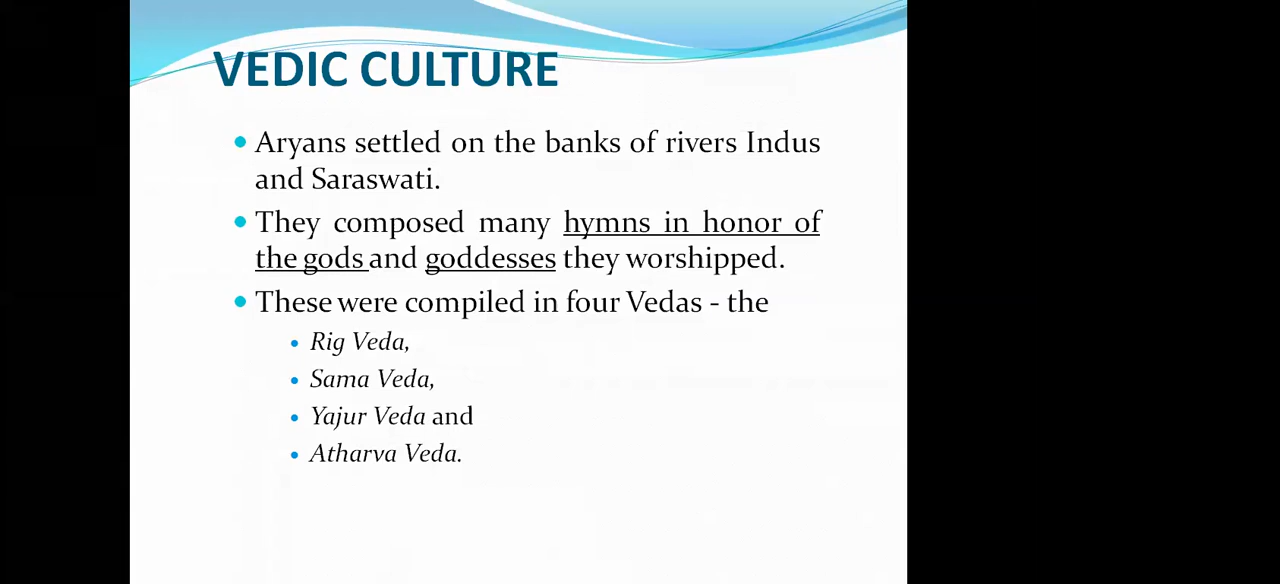 VEDIC CULTURE
Aryans settled on the banks of rivers Indus
and Saraswati.
They composed many hymns in honor of
the gods and goddesses they worshipped.
These were compiled in four Vedas - the
Rig Veda,
Sama Veda,
Yajur Veda and
Atharva Veda.